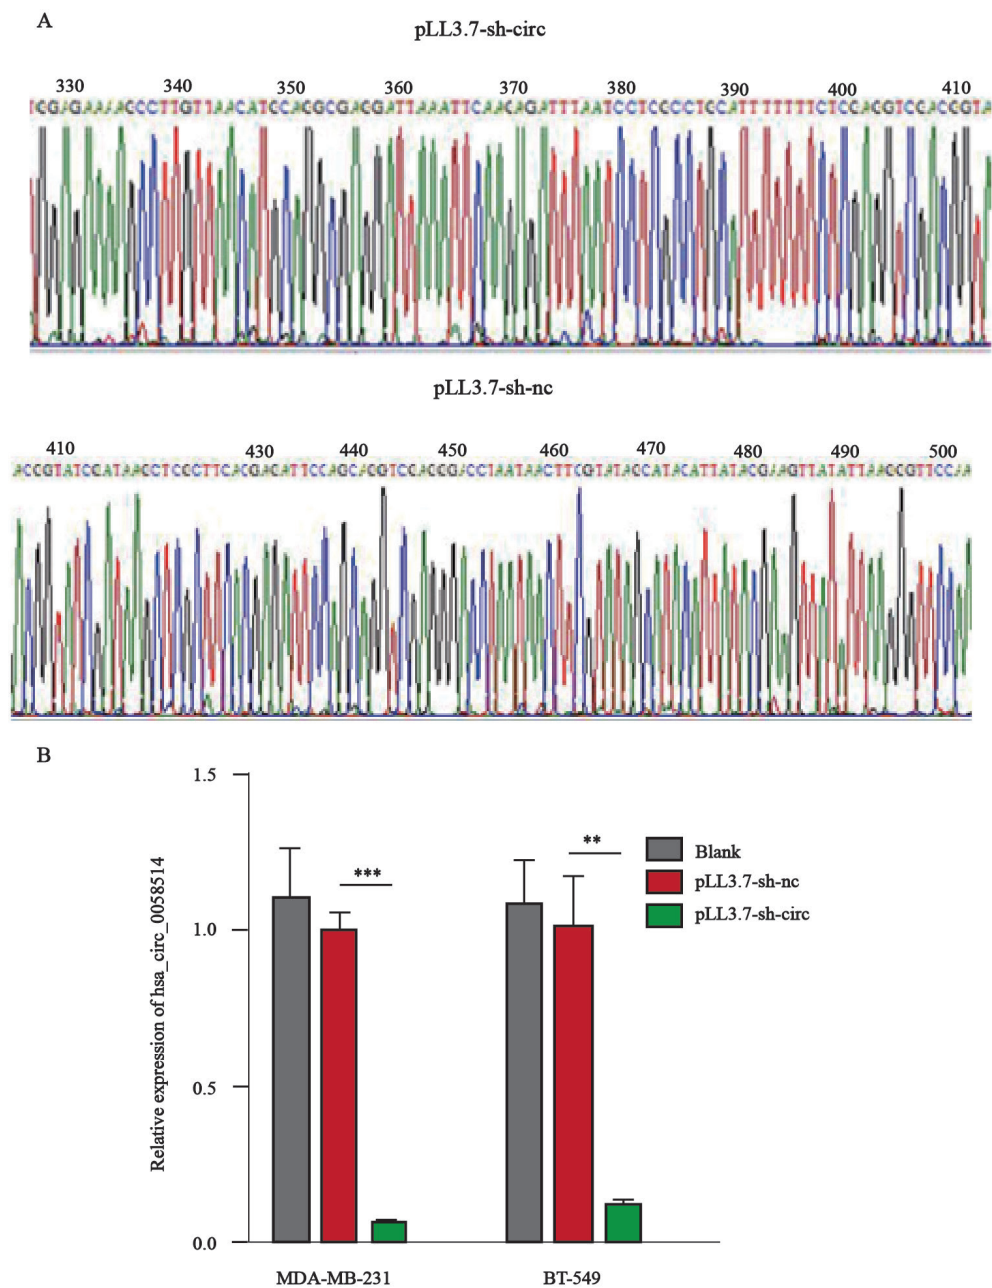 A
pLL3.7-sh-circ
330 340 350 360 370 380 390 400 410
pLL3.7-sh-nc
410 430 440 450 460 470 480 490 500
B
1.5
1.0
0.5
0.0
Relative expression of hsa_circ_0058514
***
**
Blank
pLL3.7-sh-nc
pLL3.7-sh-circ
MDA-MB-231 BT-549